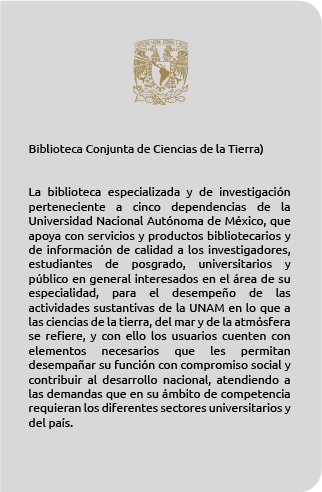 Biblioteca Conjunta de Ciencias de la Tierra)
La biblioteca especializada y de investigación
perteneciente a cinco dependencias de la
Universidad Nacional Autónoma de México, que
apoya con servicios y productos bibliotecarios y
de información de calidad a los investigadores,
estudiantes de posgrado, universitarios y
público en general interesados en el área de su
especialidad, para el desempeño de las
actividades sustantivas de la UNAM en lo que a
las ciencias de la tierra, del mar y de la atmósfera
se refiere, y con ello los usuarios cuenten con
elementos necesarios que les permitan
desempañar su función con compromiso social y
contribuir al desarrollo nacional, atendiendo a
las demandas que en su ámbito de competencia
requieran los diferentes sectores universitarios y
del país.